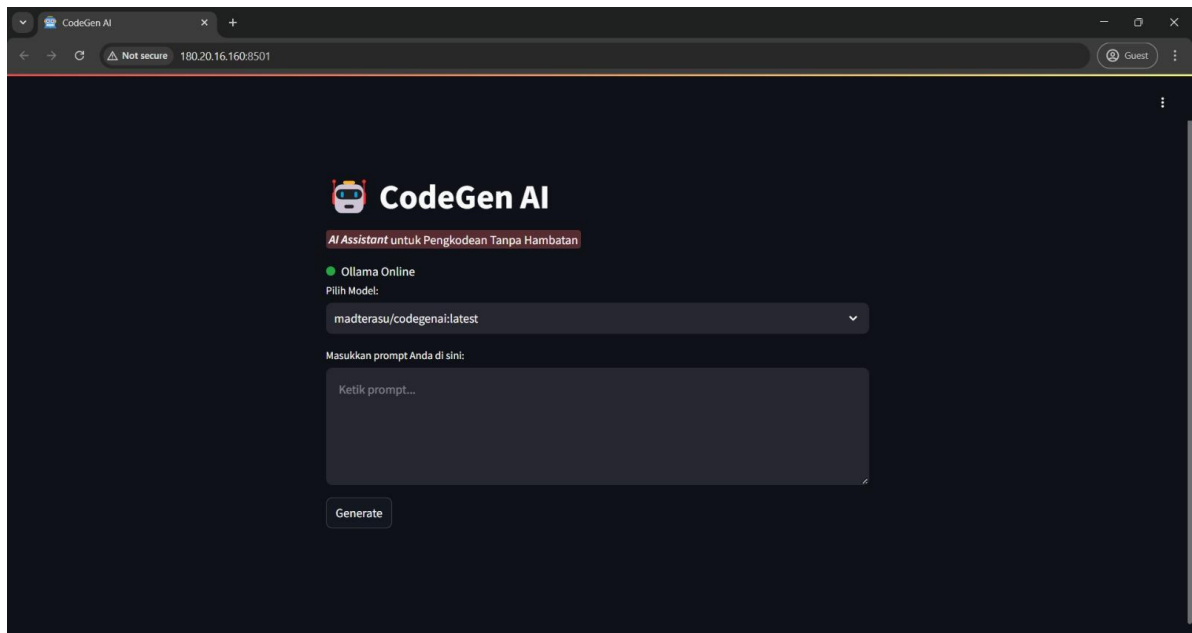 CodeGen AI
Not secure 180.20.16.160:8501
Guest
CodeGen AI
AI Assistant untuk Pengkodean Tanpa Hambatan
Ollama Online
Pilih Model:
madterasu/codegenai:latest
Masukkan prompt Anda di sini:
Ketik prompt...
Generate